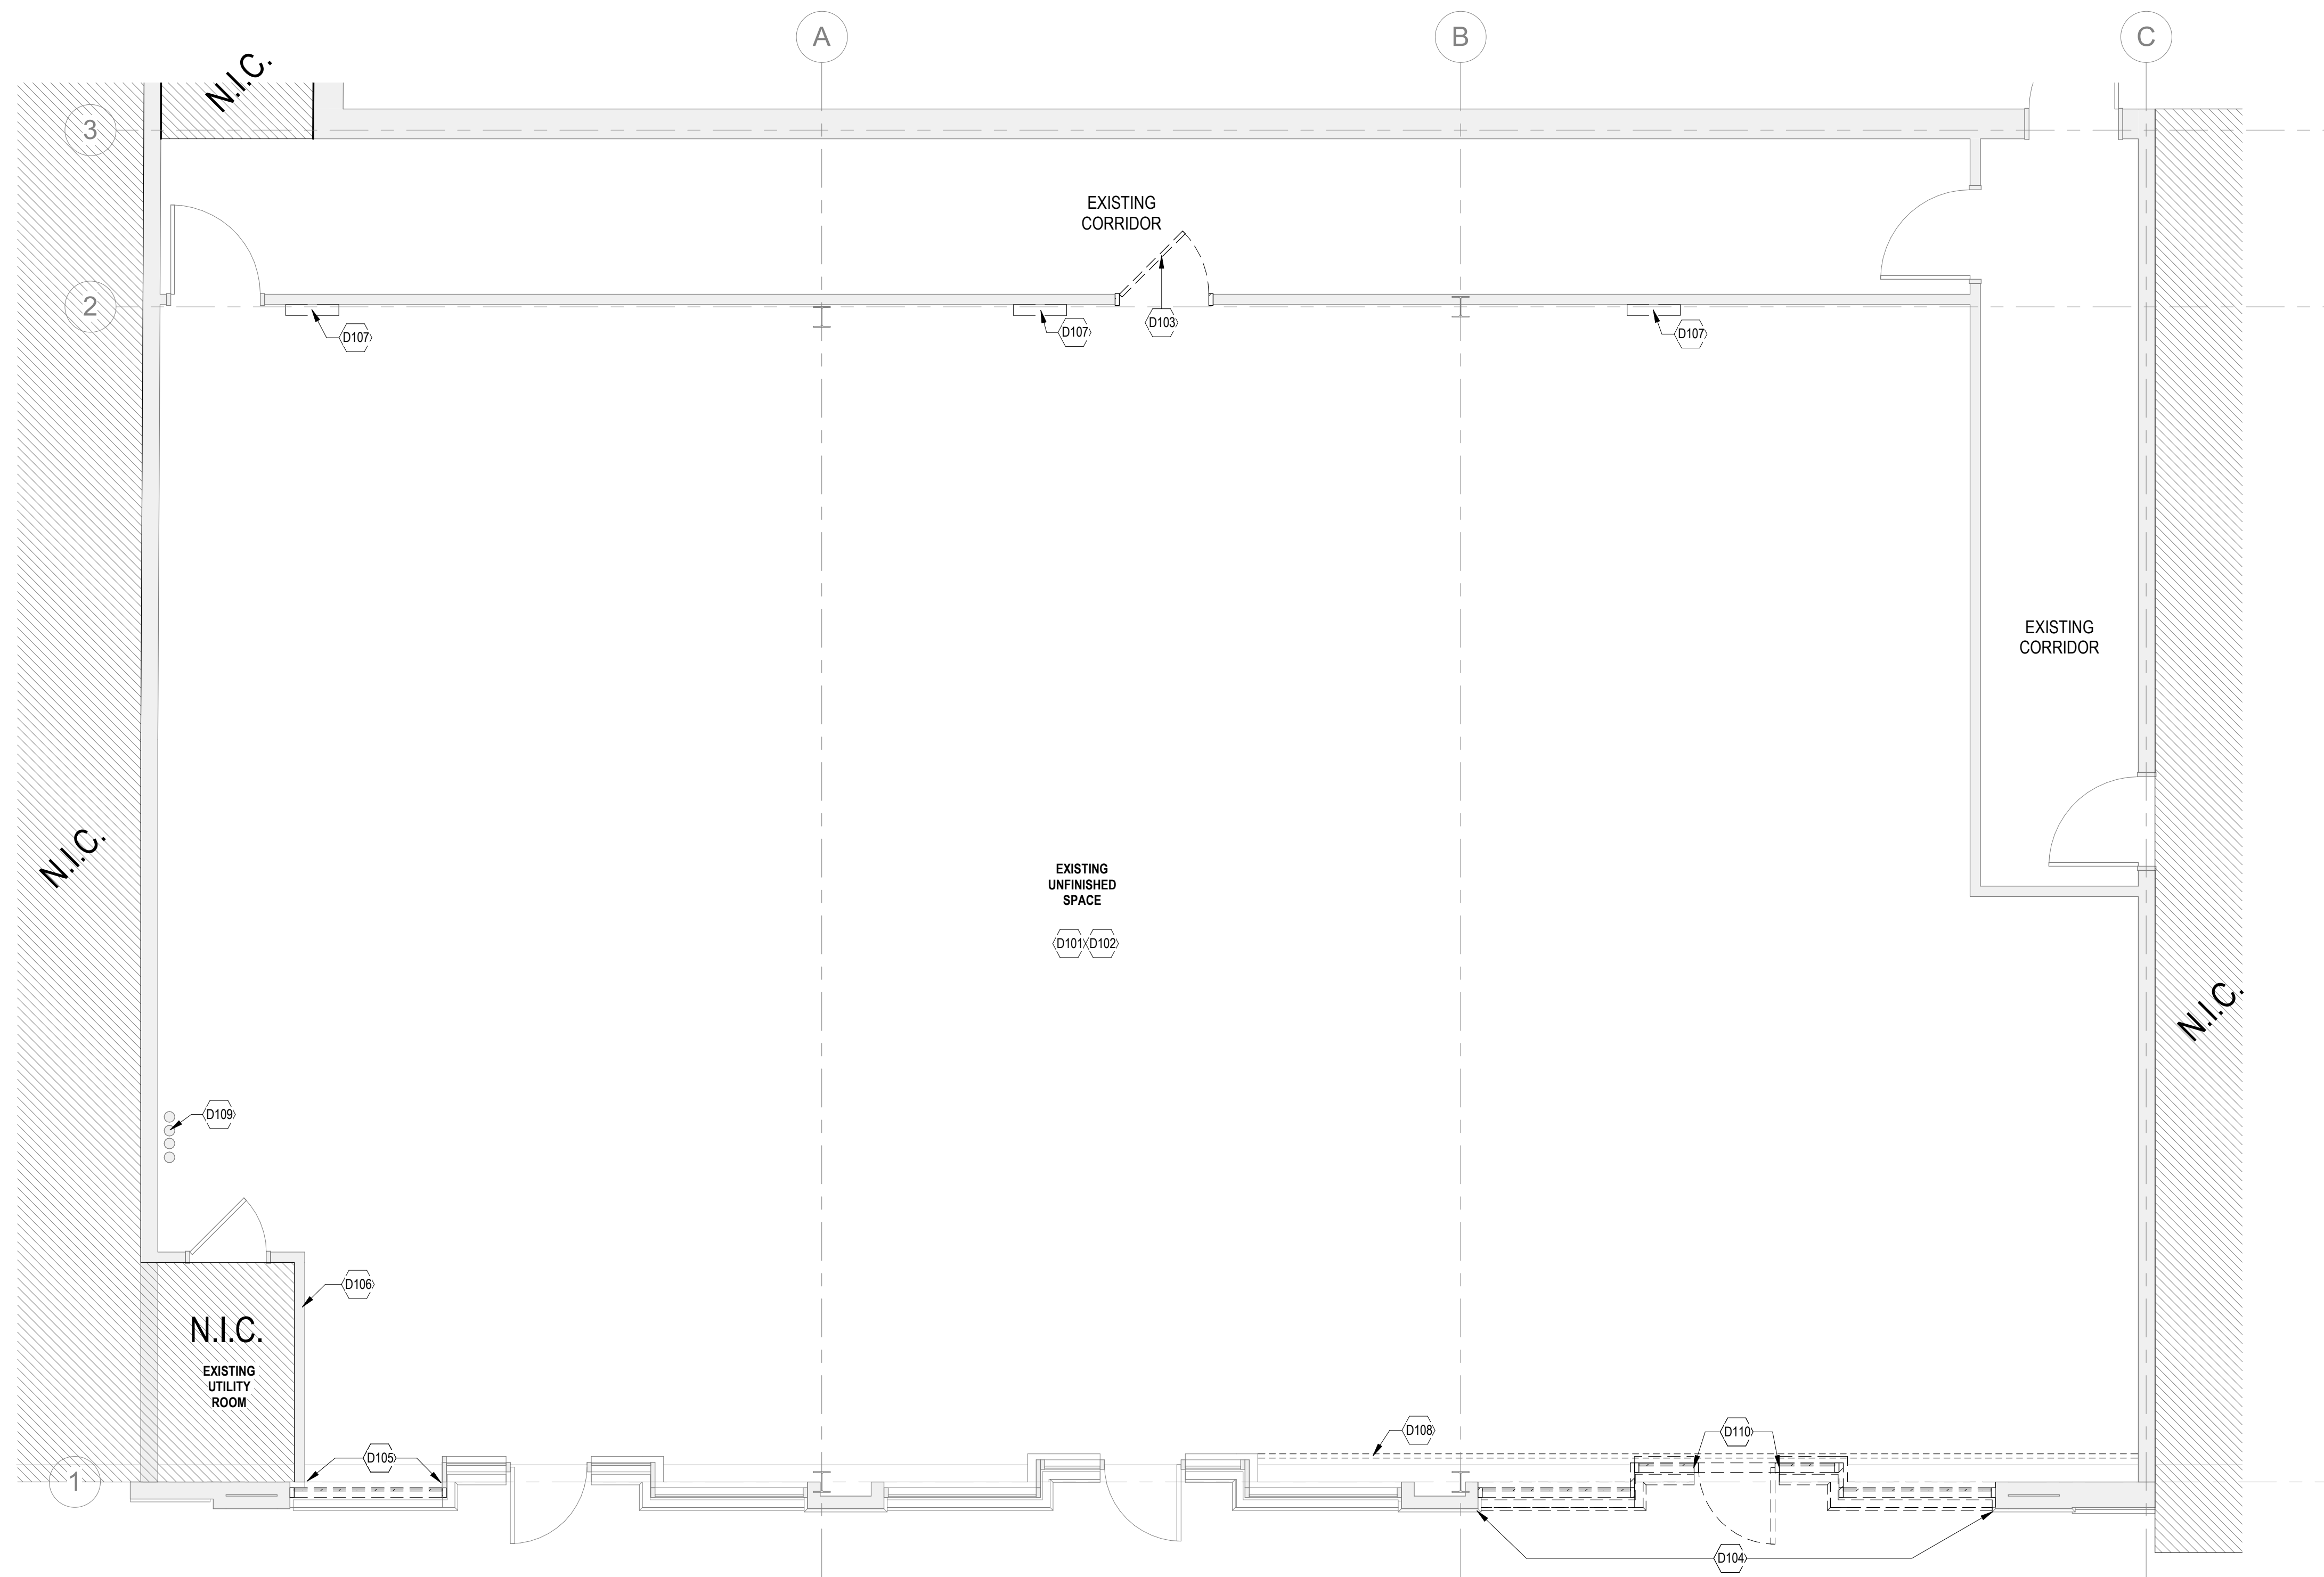 A
B
C
N.I.C.
3
EXISTING
CORRIDOR
2
D107
D107
D103
D107
EXISTING
CORRIDOR
N.I.C.
EXISTING
UNFINISHED
SPACE
D101 D102
N.I.C.
D109
D106
N.I.C.
EXISTING
UTILITY
ROOM
D105
D108
D110
1
D104